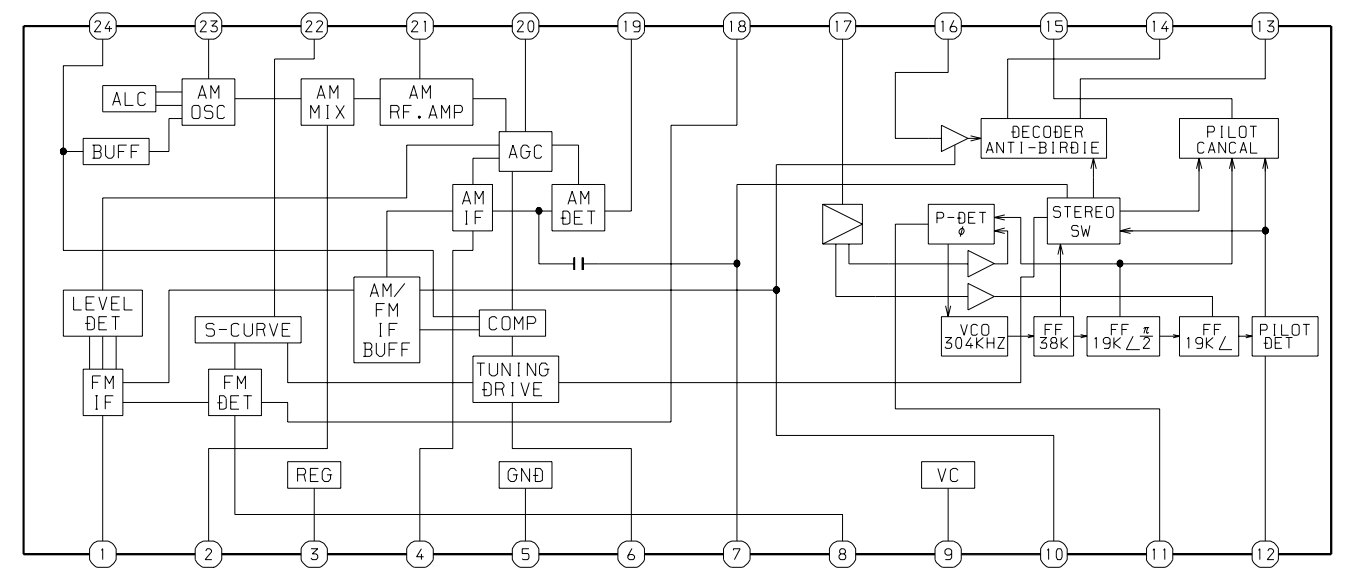 24 23 22 21 20 19 18 17 16 15 14 13
ALC
AM
OSC
AM
MIX
AM
RF.AMP
BUFF
AGC
DECODER
ANTI-BIRDIE
PILOT
CANCAL
AM
IF
AM
DET
P-DET
φ
STEREO
SW
LEVEL
DET
S-CURVE
AM/
FM
IF
BUFF
COMP
VCO
304KHZ
FF
38K
FF
19K∠π/2
FF
19K∠
PILOT
DET
FM
IF
FM
DET
TUNING
DRIVE
REG
GND
VC
1 2 3 4 5 6 7 8 9 10 11 12